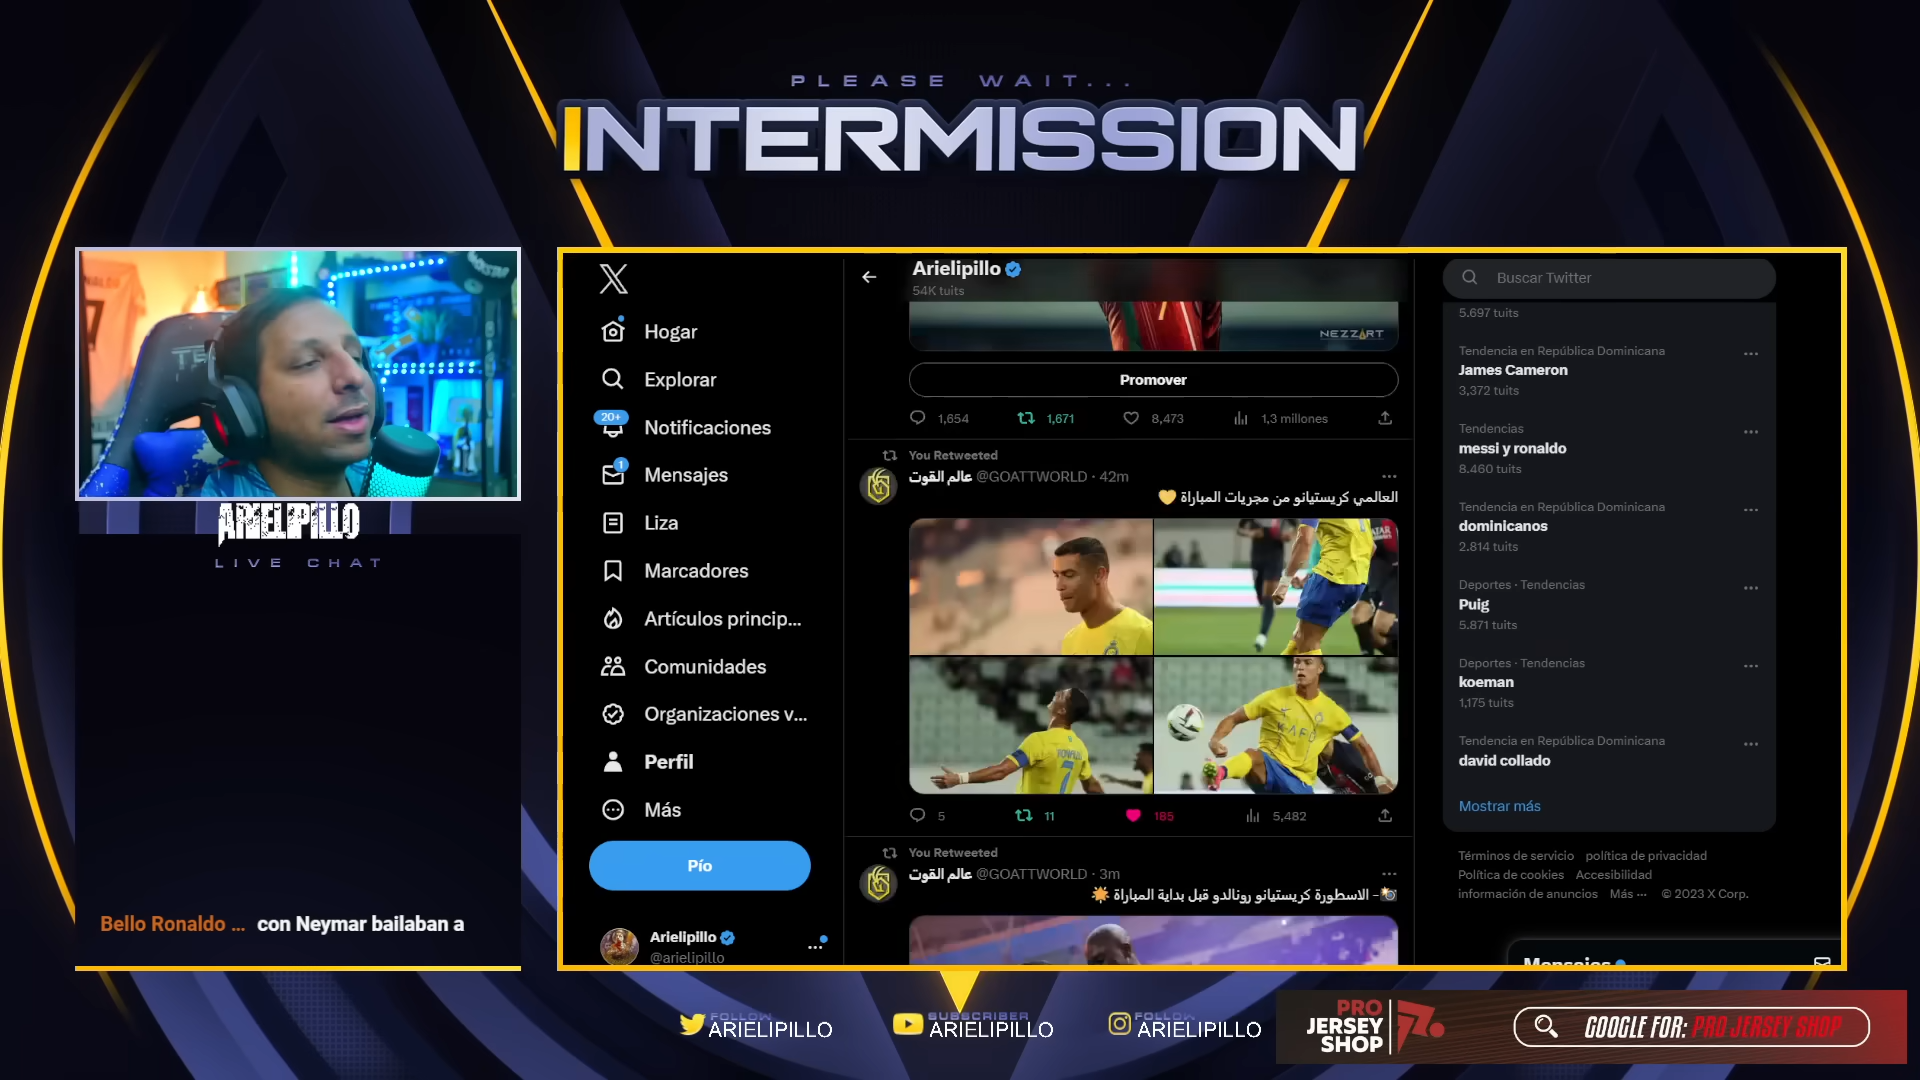 PLEASE WAIT...
INTERMISSION
ARIELIPILLO
LIVE CHAT
Bello Ronaldo ... con Neymar bailaban a
Hogar
Explorar
20+
Notificaciones
1
Mensajes
Liza
Marcadores
Artículos princip...
Comunidades
Organizaciones v...
Perfil
Más
Pío
Arielipillo
@arielipillo
Arielipillo
54K tuits
NEZZART
Promover
1,654 1,671 8,473 1,3 millones
You Retweeted
عالم القوت @GOATTWORLD · 42m
العالمي كريستيانو من مجريات المباراة 💛
KAFD
7
5 11 185 5,482
You Retweeted
عالم القوت @GOATTWORLD · 3m
📸- الاسطورة كريستيانو رونالدو قبل بداية المباراة ☀️
Buscar Twitter
5.697 tuits
Tendencia en República Dominicana
James Cameron
3,372 tuits
Tendencias
messi y ronaldo
8.460 tuits
Tendencia en República Dominicana
dominicanos
2.814 tuits
Deportes · Tendencias
Puig
5.871 tuits
Deportes · Tendencias
koeman
1,175 tuits
Tendencia en República Dominicana
david collado
Mostrar más
Términos de servicio política de privacidad
Política de cookies Accesibilidad
información de anuncios Más ··· © 2023 X Corp.
Mensajes
FOLLOW
ARIELIPILLO
SUBSCRIBER
ARIELIPILLO
FOLLOW
ARIELIPILLO
PRO
JERSEY
SHOP
GOOGLE FOR: PRO JERSEY SHOP